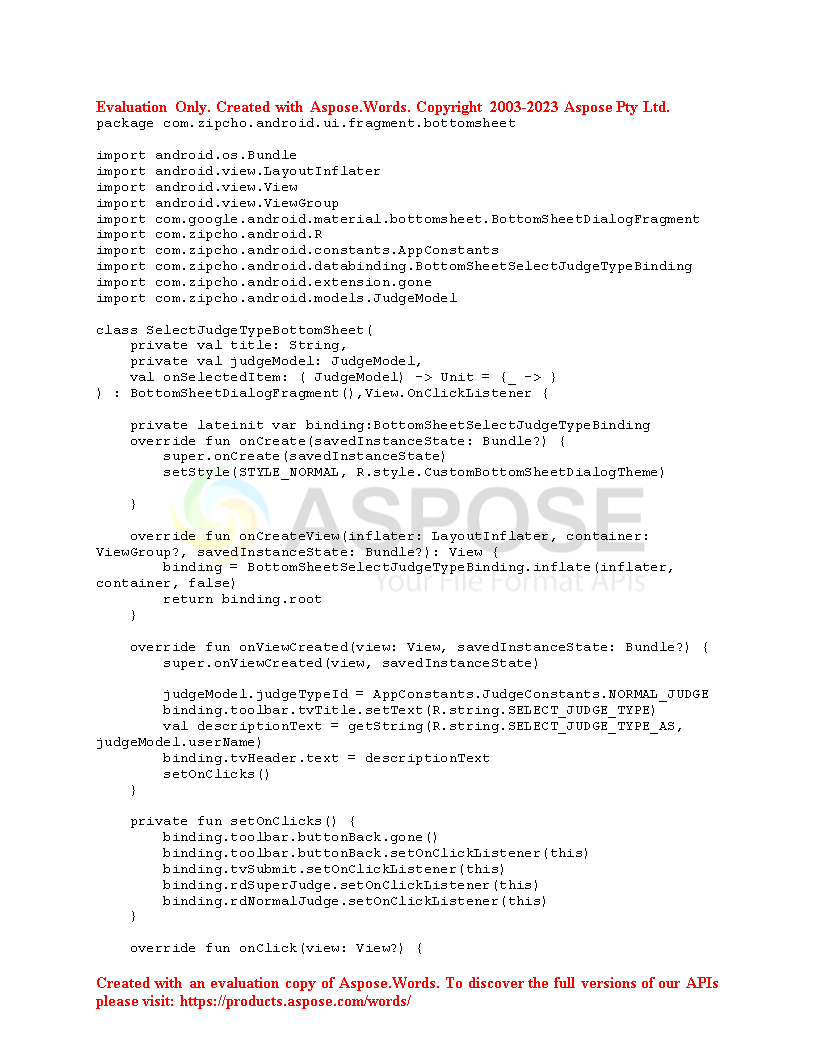 Evaluation Only. Created with Aspose.Words. Copyright 2003-2023 Aspose Pty Ltd.
package com.zipcho.android.ui.fragment.bottomsheet

import android.os.Bundle
import android.view.LayoutInflater
import android.view.View
import android.view.ViewGroup
import com.google.android.material.bottomsheet.BottomSheetDialogFragment
import com.zipcho.android.R
import com.zipcho.android.constants.AppConstants
import com.zipcho.android.databinding.BottomSheetSelectJudgeTypeBinding
import com.zipcho.android.extension.gone
import com.zipcho.android.models.JudgeModel

class SelectJudgeTypeBottomSheet(
    private val title: String,
    private val judgeModel: JudgeModel,
    val onSelectedItem: ( JudgeModel) -> Unit = {_ -> }
) : BottomSheetDialogFragment(),View.OnClickListener {

    private lateinit var binding:BottomSheetSelectJudgeTypeBinding
    override fun onCreate(savedInstanceState: Bundle?) {
        super.onCreate(savedInstanceState)
        setStyle(STYLE_NORMAL, R.style.CustomBottomSheetDialogTheme)

    }
ASPOSE
Your File Format APIs

    override fun onCreateView(inflater: LayoutInflater, container:
ViewGroup?, savedInstanceState: Bundle?): View {
        binding = BottomSheetSelectJudgeTypeBinding.inflate(inflater,
container, false)
        return binding.root
    }

    override fun onViewCreated(view: View, savedInstanceState: Bundle?) {
        super.onViewCreated(view, savedInstanceState)

        judgeModel.judgeTypeId = AppConstants.JudgeConstants.NORMAL_JUDGE
        binding.toolbar.tvTitle.setText(R.string.SELECT_JUDGE_TYPE)
        val descriptionText = getString(R.string.SELECT_JUDGE_TYPE_AS,
judgeModel.userName)
        binding.tvHeader.text = descriptionText
        setOnClicks()
    }

    private fun setOnClicks() {
        binding.toolbar.buttonBack.gone()
        binding.toolbar.buttonBack.setOnClickListener(this)
        binding.tvSubmit.setOnClickListener(this)
        binding.rdSuperJudge.setOnClickListener(this)
        binding.rdNormalJudge.setOnClickListener(this)
    }

    override fun onClick(view: View?) {

Created with an evaluation copy of Aspose.Words. To discover the full versions of our APIs
please visit: https://products.aspose.com/words/